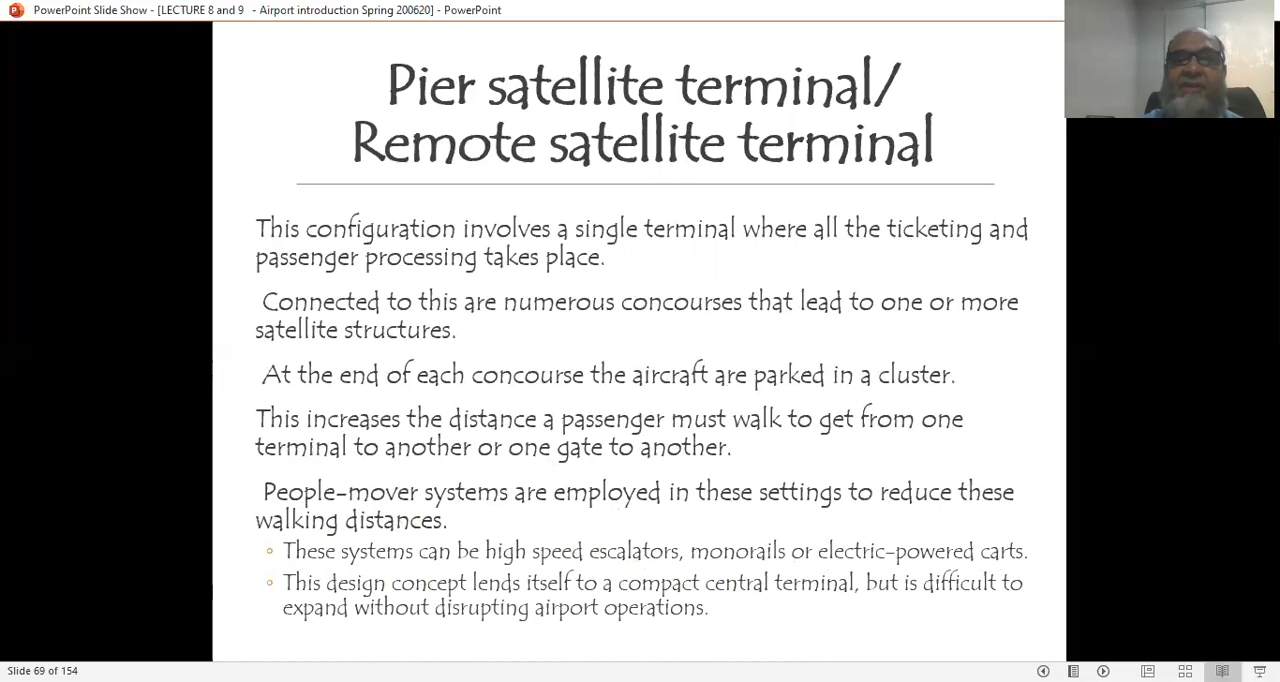 PowerPoint Slide Show - [LECTURE 8 and 9 - Airport introduction Spring 200620] - PowerPoint
Pier satellite terminal/
Remote satellite terminal
This configuration involves a single terminal where all the ticketing and
passenger processing takes place.
Connected to this are numerous concourses that lead to one or more
satellite structures.
At the end of each concourse the aircraft are parked in a cluster.
This increases the distance a passenger must walk to get from one
terminal to another or one gate to another.
People-mover systems are employed in these settings to reduce these
walking distances.
These systems can be high speed escalators, monorails or electric-powered carts.
This design concept lends itself to a compact central terminal, but is difficult to
expand without disrupting airport operations.
Slide 69 of 154